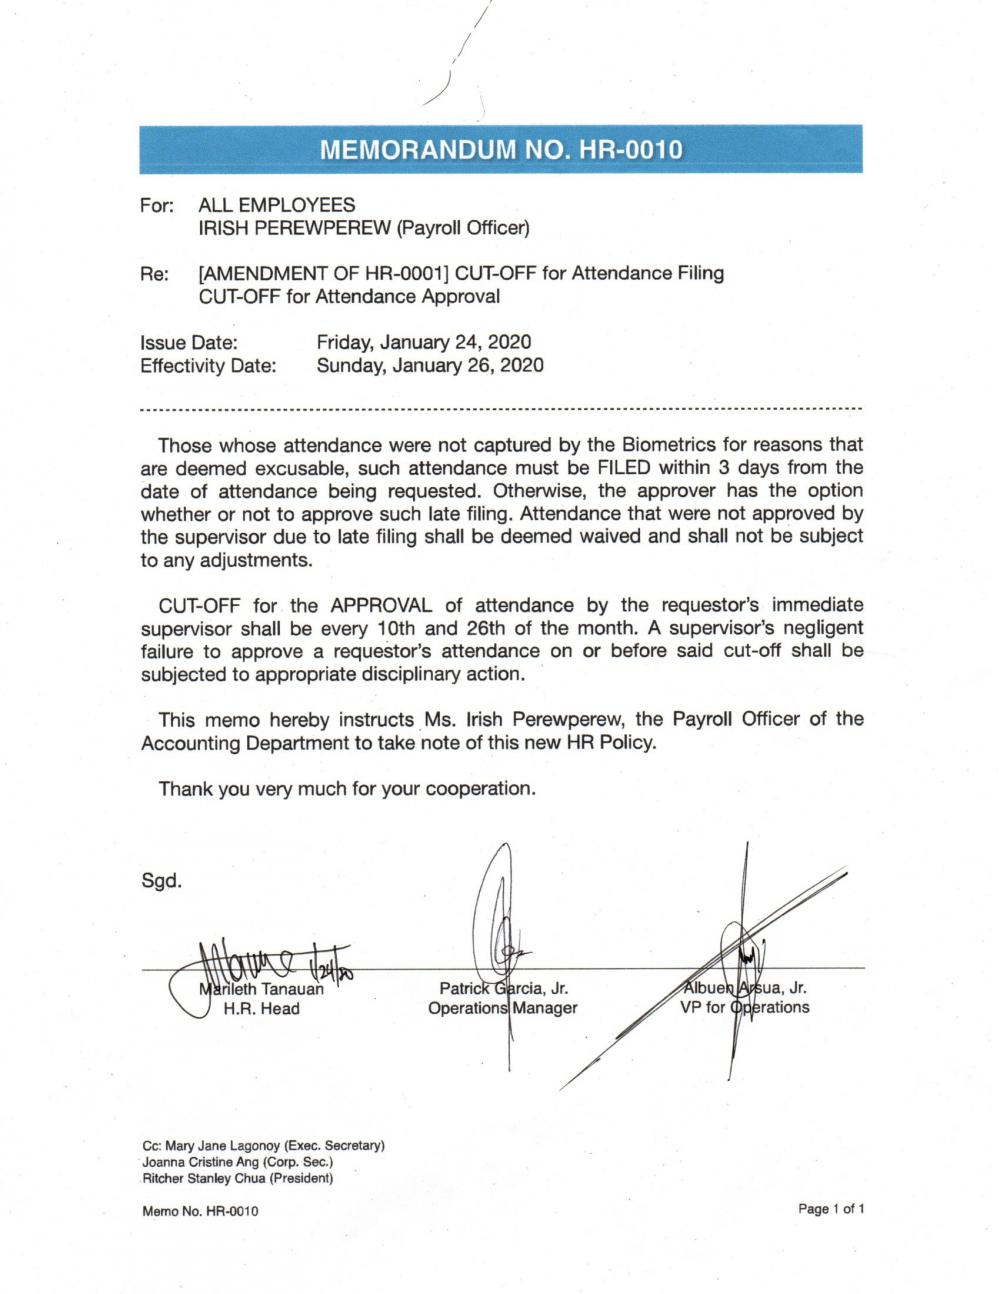 MEMORANDUM NO. HR-0010
For: ALL EMPLOYEES
IRISH PEREWPEREW (Payroll Officer)
Re: [AMENDMENT OF HR-0001] CUT-OFF for Attendance Filing
CUT-OFF for Attendance Approval
Issue Date: Friday, January 24, 2020
Effectivity Date: Sunday, January 26, 2020
Those whose attendance were not captured by the Biometrics for reasons that
are deemed excusable, such attendance must be FILED within 3 days from the
date of attendance being requested. Otherwise, the approver has the option
whether or not to approve such late filing. Attendance that were not approved by
the supervisor due to late filing shall be deemed waived and shall not be subject
to any adjustments.
CUT-OFF for the APPROVAL of attendance by the requestor's immediate
supervisor shall be every 10th and 26th of the month. A supervisor's negligent
failure to approve a requestor's attendance on or before said cut-off shall be
subjected to appropriate disciplinary action.
This memo hereby instructs Ms. Irish Perewperew, the Payroll Officer of the
Accounting Department to take note of this new HR Policy.
Thank you very much for your cooperation.
Sgd.
1/24/20
Marileth Tanauan Patrick Garcia, Jr. Albuen Arsua, Jr.
H.R. Head Operations Manager VP for Operations
Cc: Mary Jane Lagonoy (Exec. Secretary)
Joanna Cristine Ang (Corp. Sec.)
Ritcher Stanley Chua (President)
Memo No. HR-0010 Page 1 of 1